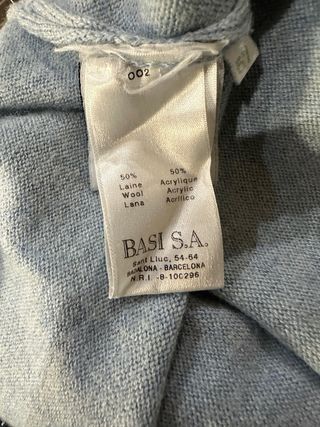 002
50% 50%
Laine Acrylique
Wool Acrylic
Lana Acrílico
BASI S.A.
Sant Lluc, 54-64
BADALONA - BARCELONA
N.R.I. -8-100296